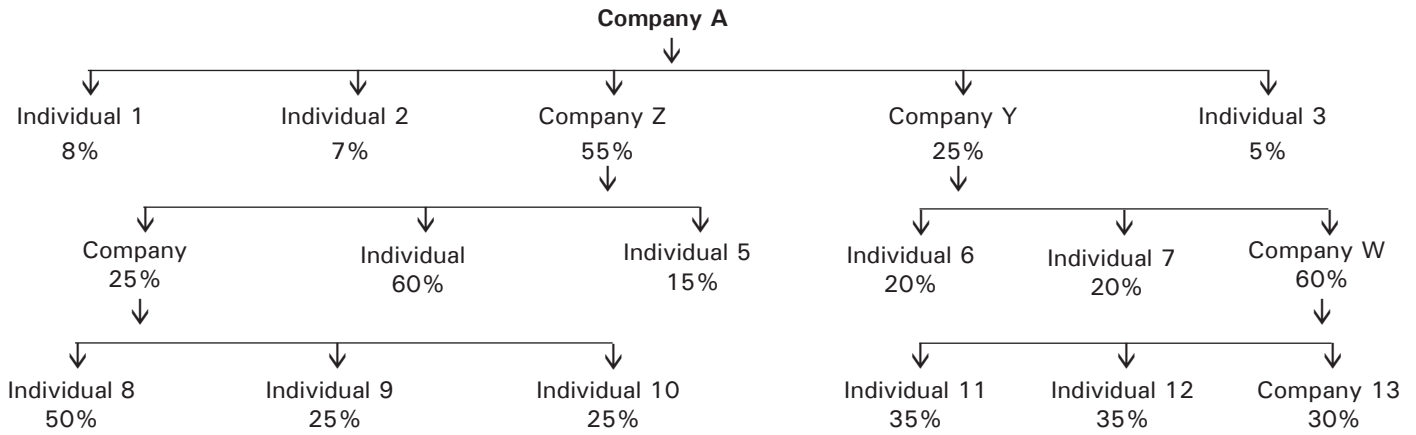 Company A
Individual 1 Individual 2 Company Z Company Y Individual 3
8% 7% 55% 25% 5%
Company Individual Individual 5 Individual 6 Individual 7 Company W
25% 60% 15% 20% 20% 60%
Individual 8 Individual 9 Individual 10 Individual 11 Individual 12 Company 13
50% 25% 25% 35% 35% 30%